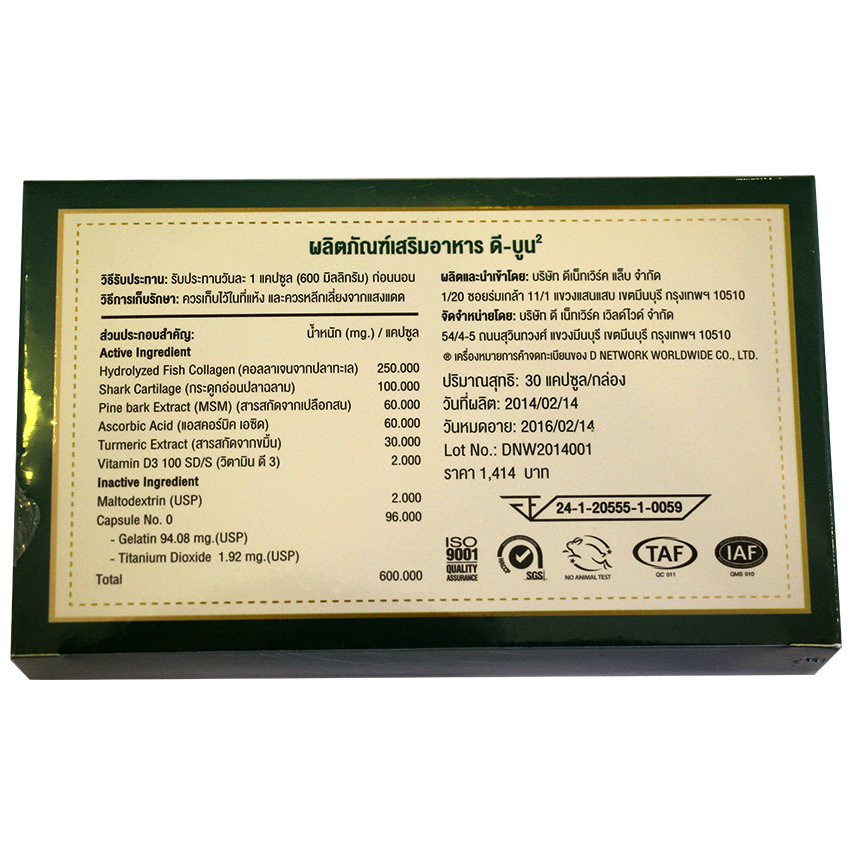 ผลิตภัณฑ์เสริมอาหาร ดี-บูน²
วิธีรับประทาน: รับประทานวันละ 1 แคปซูล (600 มิลลิกรัม) ก่อนนอน
วิธีการเก็บรักษา: ควรเก็บไว้ในที่แห้ง และควรหลีกเลี่ยงจากแสงแดด
ส่วนประกอบสำคัญ: น้ำหนัก (mg.) / แคปซูล
Active Ingredient
Hydrolyzed Fish Collagen (คอลลาเจนจากปลาทะเล) 250.000
Shark Cartilage (กระดูกอ่อนปลาฉลาม) 100.000
Pine bark Extract (MSM) (สารสกัดจากเปลือกสน) 60.000
Ascorbic Acid (แอสคอร์บิค เอซิด) 60.000
Turmeric Extract (สารสกัดจากขมิ้น) 30.000
Vitamin D3 100 SD/S (วิตามิน ดี 3) 2.000
Inactive Ingredient
Maltodextrin (USP) 2.000
Capsule No. 0 96.000
- Gelatin 94.08 mg.(USP)
- Titanium Dioxide 1.92 mg.(USP)
Total 600.000
ผลิตและนำเข้าโดย: บริษัท ดีเน็ทเวิร์ค แล็บ จำกัด
1/20 ซอยร่มเกล้า 11/1 แขวงแสนแสบ เขตมีนบุรี กรุงเทพฯ 10510
จัดจำหน่ายโดย: บริษัท ดี เน็ทเวิร์ค เวิลด์ไวด์ จำกัด
54/4-5 ถนนสุวินทวงศ์ แขวงมีนบุรี เขตมีนบุรี กรุงเทพฯ 10510
® เครื่องหมายการค้าจดทะเบียนของ D NETWORK WORLDWIDE CO., LTD.
ปริมาณสุทธิ: 30 แคปซูล/กล่อง
วันที่ผลิต: 2014/02/14
วันหมดอายุ: 2016/02/14
Lot No.: DNW2014001
ราคา 1,414 บาท
24-1-20555-1-0059
ISO
9001
QUALITY
ASSURANCE
HACCP
SGS
NO ANIMAL TEST
TAF
QC 011
IAF
QMS 010